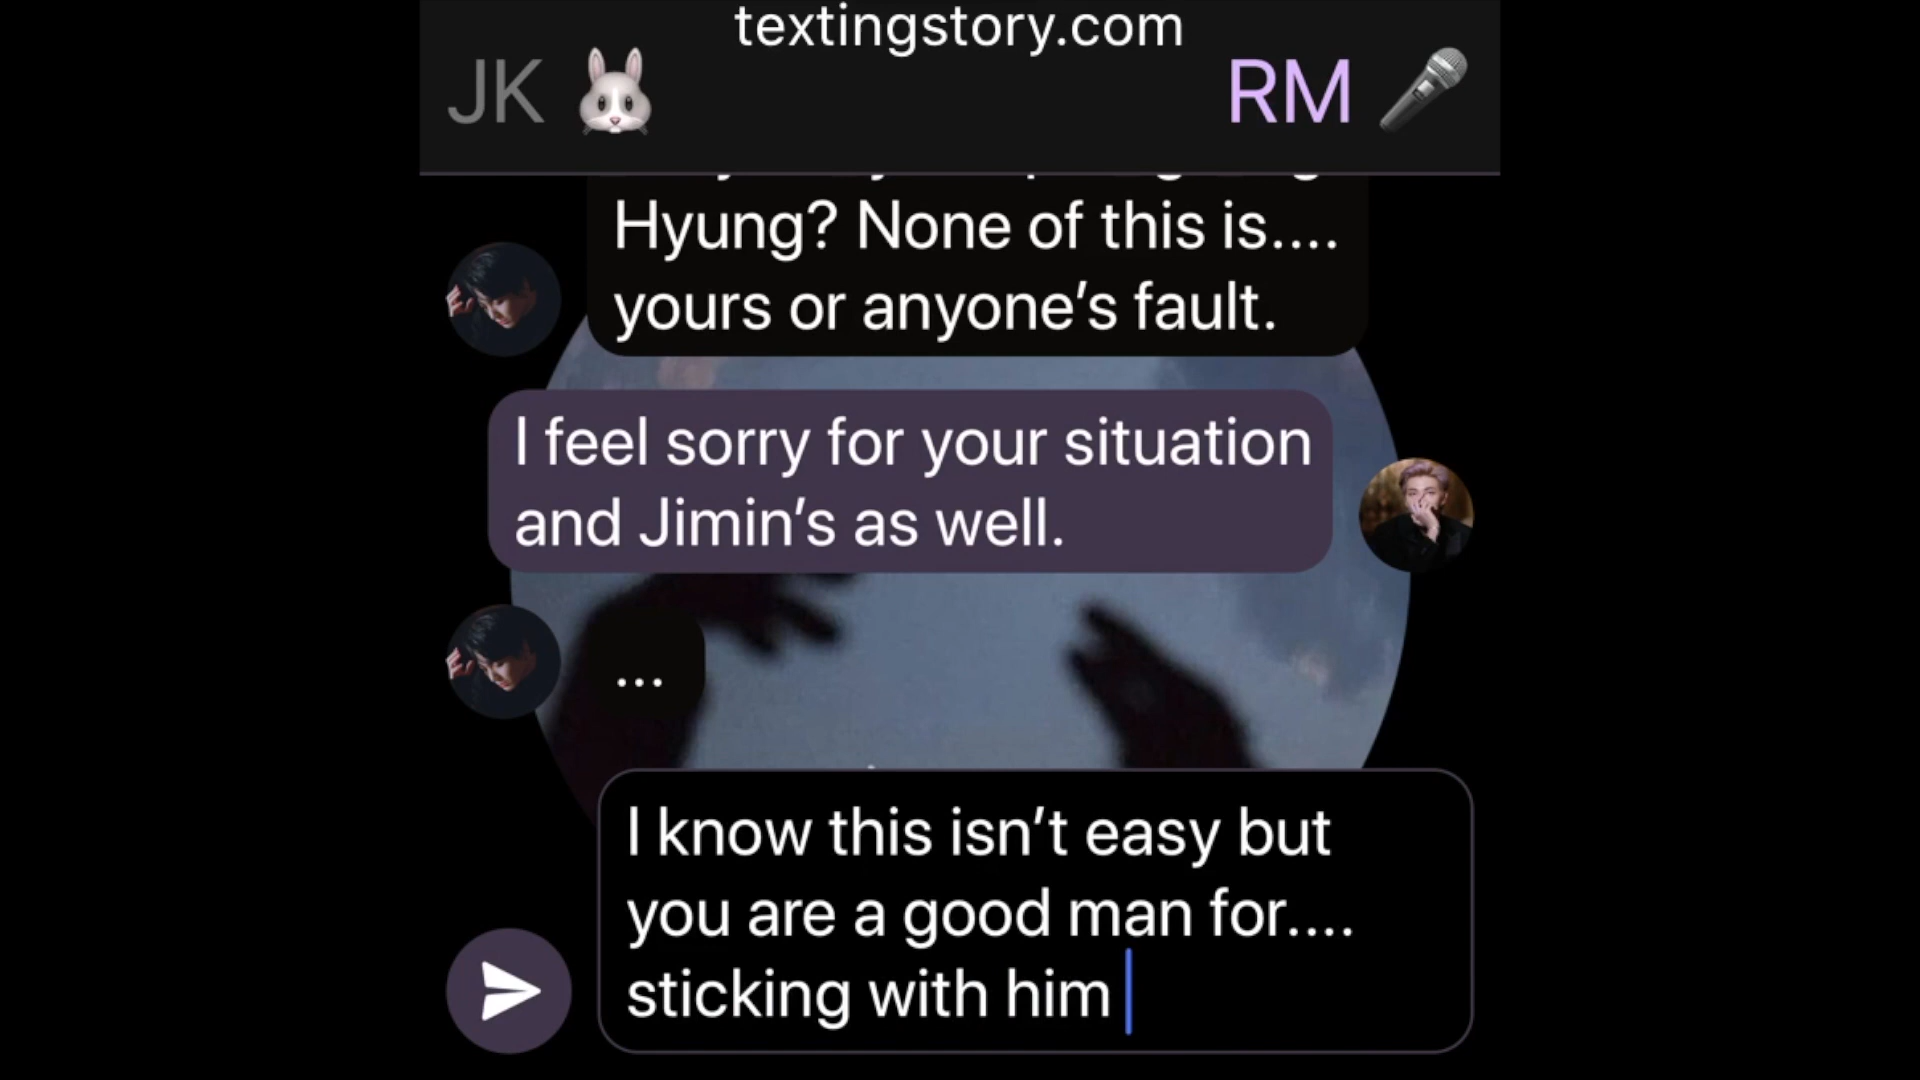 textingstory.com
JK 🐰
RM 🎤
Hyung? None of this is....
yours or anyone’s fault.
I feel sorry for your situation
and Jimin’s as well.
...
I know this isn’t easy but
you are a good man for....
sticking with him